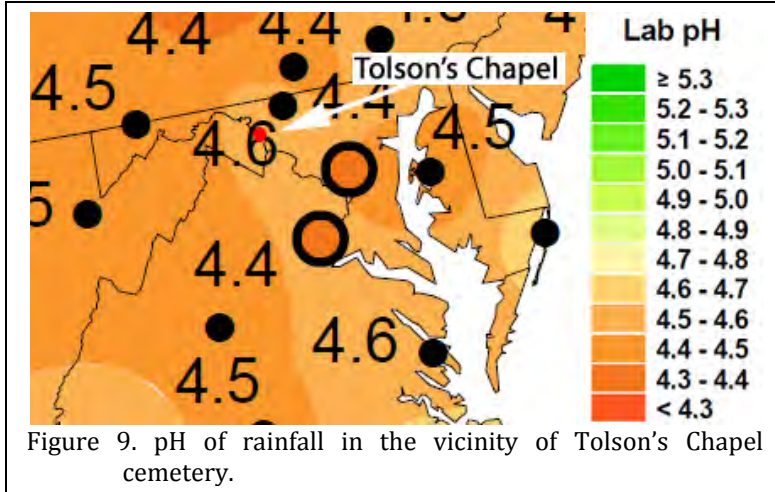 4.4
4.4
4.5
Lab pH
Tolson's Chapel
4.5
4.4
4.5
4.6
4.4
4.6
4.5
≥ 5.3
5.2 - 5.3
5.1 - 5.2
5.0 - 5.1
4.9 - 5.0
4.8 - 4.9
4.7 - 4.8
4.6 - 4.7
4.5 - 4.6
4.4 - 4.5
4.3 - 4.4
< 4.3
Figure 9. pH of rainfall in the vicinity of Tolson's Chapel
cemetery.